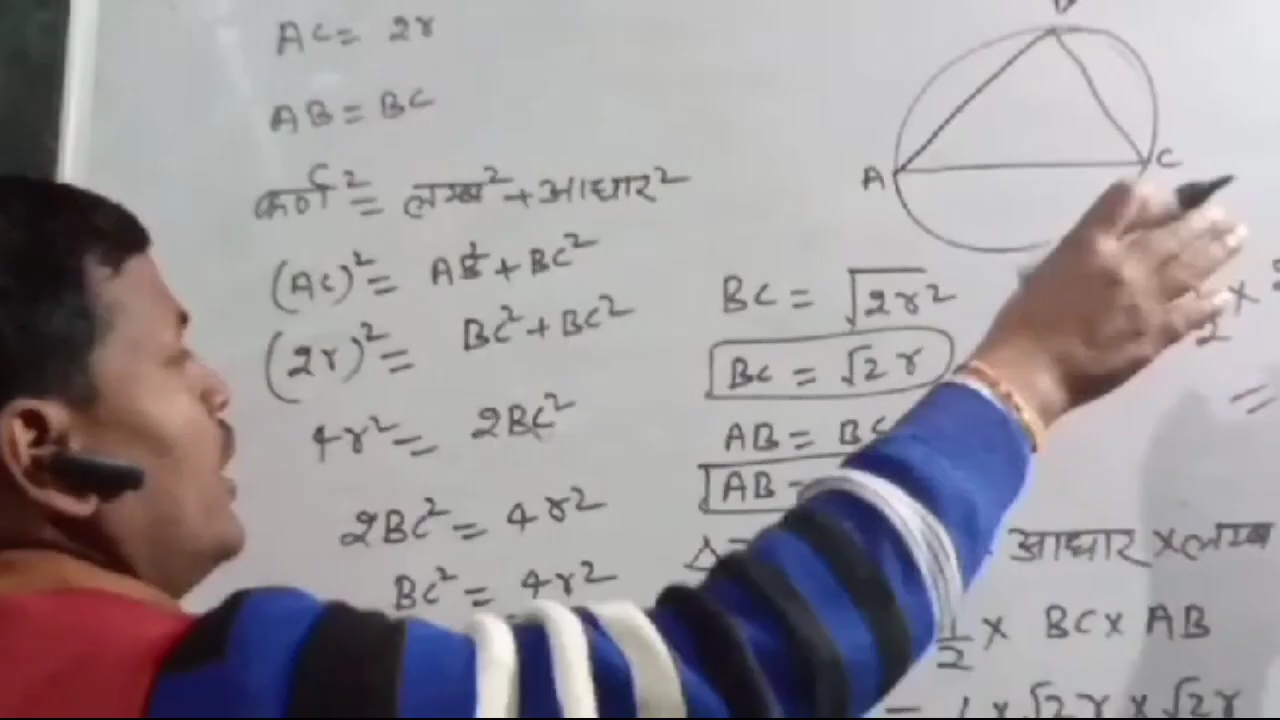 AC = 2r
AB = BC
कर्ण² = लम्ब² + आधार²
(AC)² = AB² + BC²
(2r)² = BC² + BC²
4r² = 2BC²
2BC² = 4r²
BC² = 4r²
A
C
BC = √2r²
BC = √2 r
AB = BC
AB =
Δ
आधार × लम्ब
1/2 × BC × AB
= 1 × √2r × √2r
1/2 × 2
=